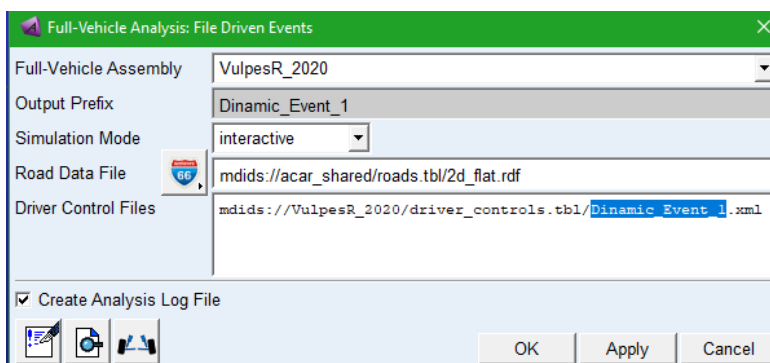 Full-Vehicle Analysis: File Driven Events
Full-Vehicle Assembly VulpesR_2020
Output Prefix Dinamic_Event_1
Simulation Mode interactive
Road Data File 66 mdids://acar_shared/roads.tbl/2d_flat.rdf
Driver Control Files mdids://VulpesR_2020/driver_controls.tbl/Dinamic_Event_1.xml
Create Analysis Log File
OK Apply Cancel